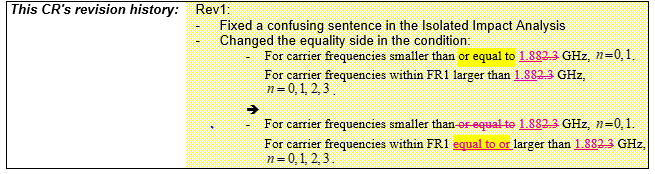 This CR's revision history: Rev1:
- Fixed a confusing sentence in the Isolated Impact Analysis
- Changed the equality side in the condition:
- For carrier frequencies smaller than or equal to 1.882.3 GHz, n=0, 1.
For carrier frequencies within FR1 larger than 1.882.3 GHz,
n = 0, 1, 2, 3 .
➔
- For carrier frequencies smaller than or equal to 1.882.3 GHz, n=0, 1.
For carrier frequencies within FR1 equal to or larger than 1.882.3 GHz,
n = 0, 1, 2, 3 .